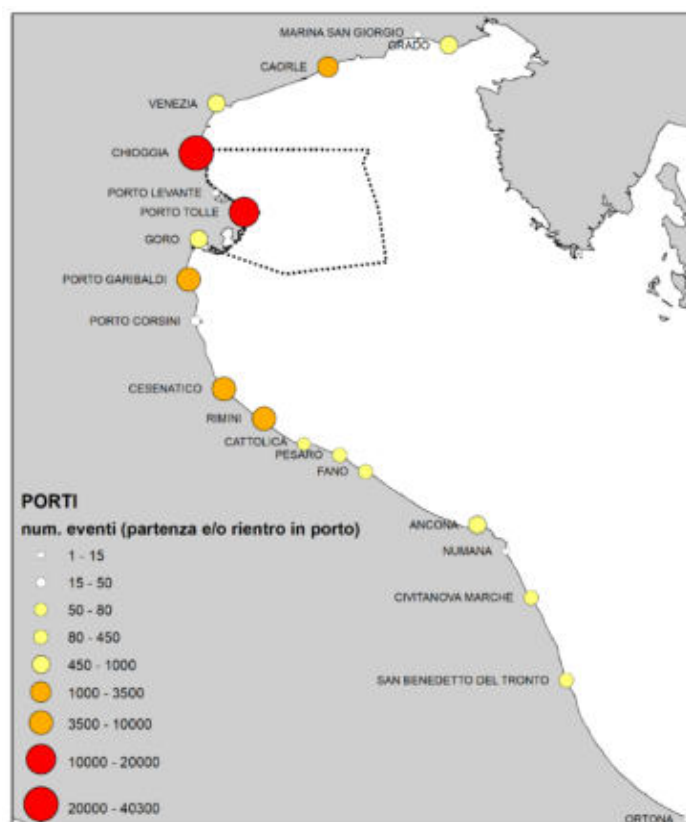 MARINA SAN GIORGIO
GRADO
CAORLE
VENEZIA
CHIOGGIA
PORTO LEVANTE
PORTO TOLLE
GORO
PORTO GARIBALDI
PORTO CORSINI
CESENATICO
RIMINI
CATTOLICA
PESARO
FANO
ANCONA
NUMANA
CIVITANOVA MARCHE
SAN BENEDETTO DEL TRONTO
ORTONA
PORTI
num. eventi (partenza e/o rientro in porto)
1 - 15
15 - 50
50 - 80
80 - 450
450 - 1000
1000 - 3500
3500 - 10000
10000 - 20000
20000 - 40300